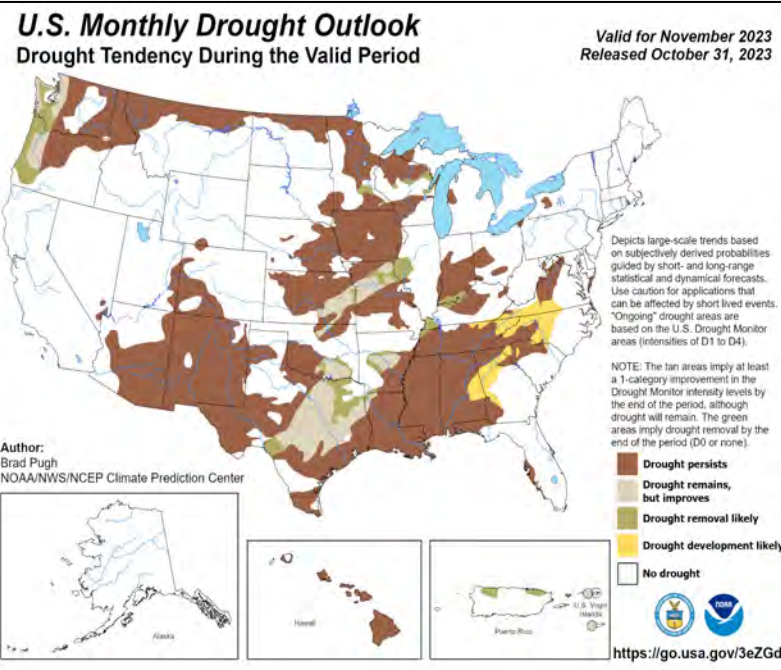 U.S. Monthly Drought Outlook
Drought Tendency During the Valid Period
Valid for November 2023
Released October 31, 2023
Depicts large-scale trends based
on subjectively derived probabilities
guided by short- and long-range
statistical and dynamical forecasts.
Use caution for applications that
can be affected by short lived events.
"Ongoing" drought areas are
based on the U.S. Drought Monitor
areas (intensities of D1 to D4).
NOTE: The tan areas imply at least
a 1-category improvement in the
Drought Monitor intensity levels by
the end of the period, although
drought will remain. The green
areas imply drought removal by the
end of the period (D0 or none).
Author:
Brad Pugh
NOAA/NWS/NCEP Climate Prediction Center
Drought persists
Drought remains,
but improves
Drought removal likely
Drought development likely
No drought
Alaska
Hawaii
Puerto Rico
U.S. Virgin
Islands
NOAA
https://go.usa.gov/3eZGd